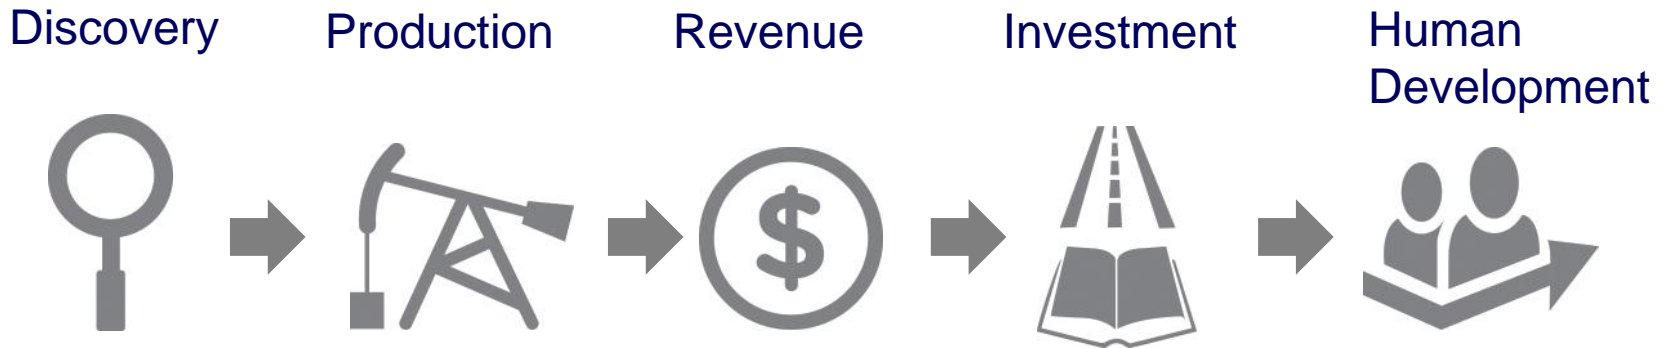 Discovery
Production
Revenue
Investment
Human
Development
$